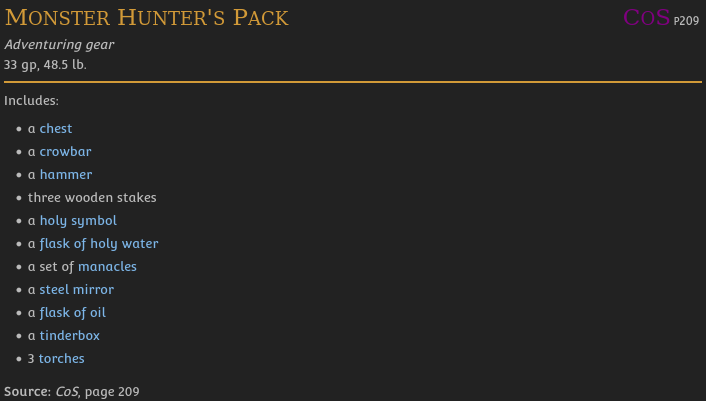 Monster Hunter's Pack CoS P209
Adventuring gear
33 gp, 48.5 lb.
Includes:
• a chest
• a crowbar
• a hammer
• three wooden stakes
• a holy symbol
• a flask of holy water
• a set of manacles
• a steel mirror
• a flask of oil
• a tinderbox
• 3 torches
Source: CoS, page 209